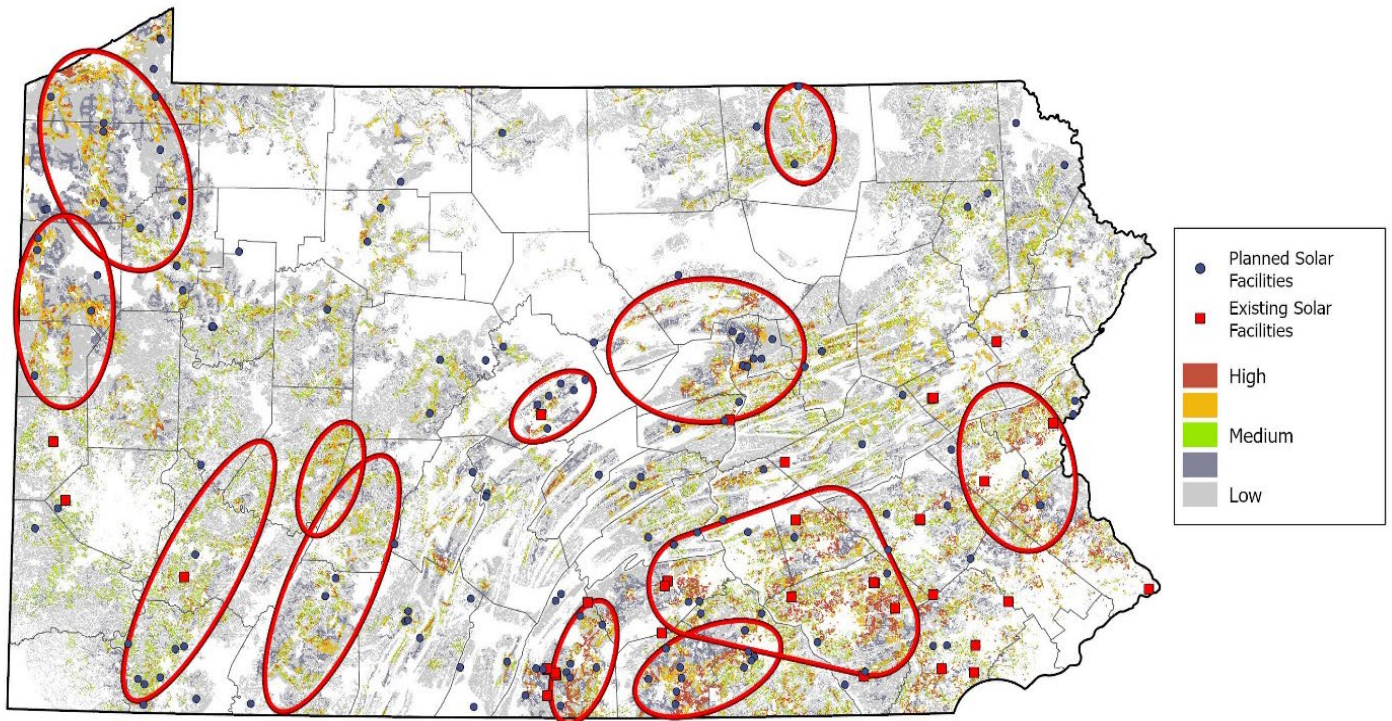 Planned Solar
Facilities
Existing Solar
Facilities
High
Medium
Low